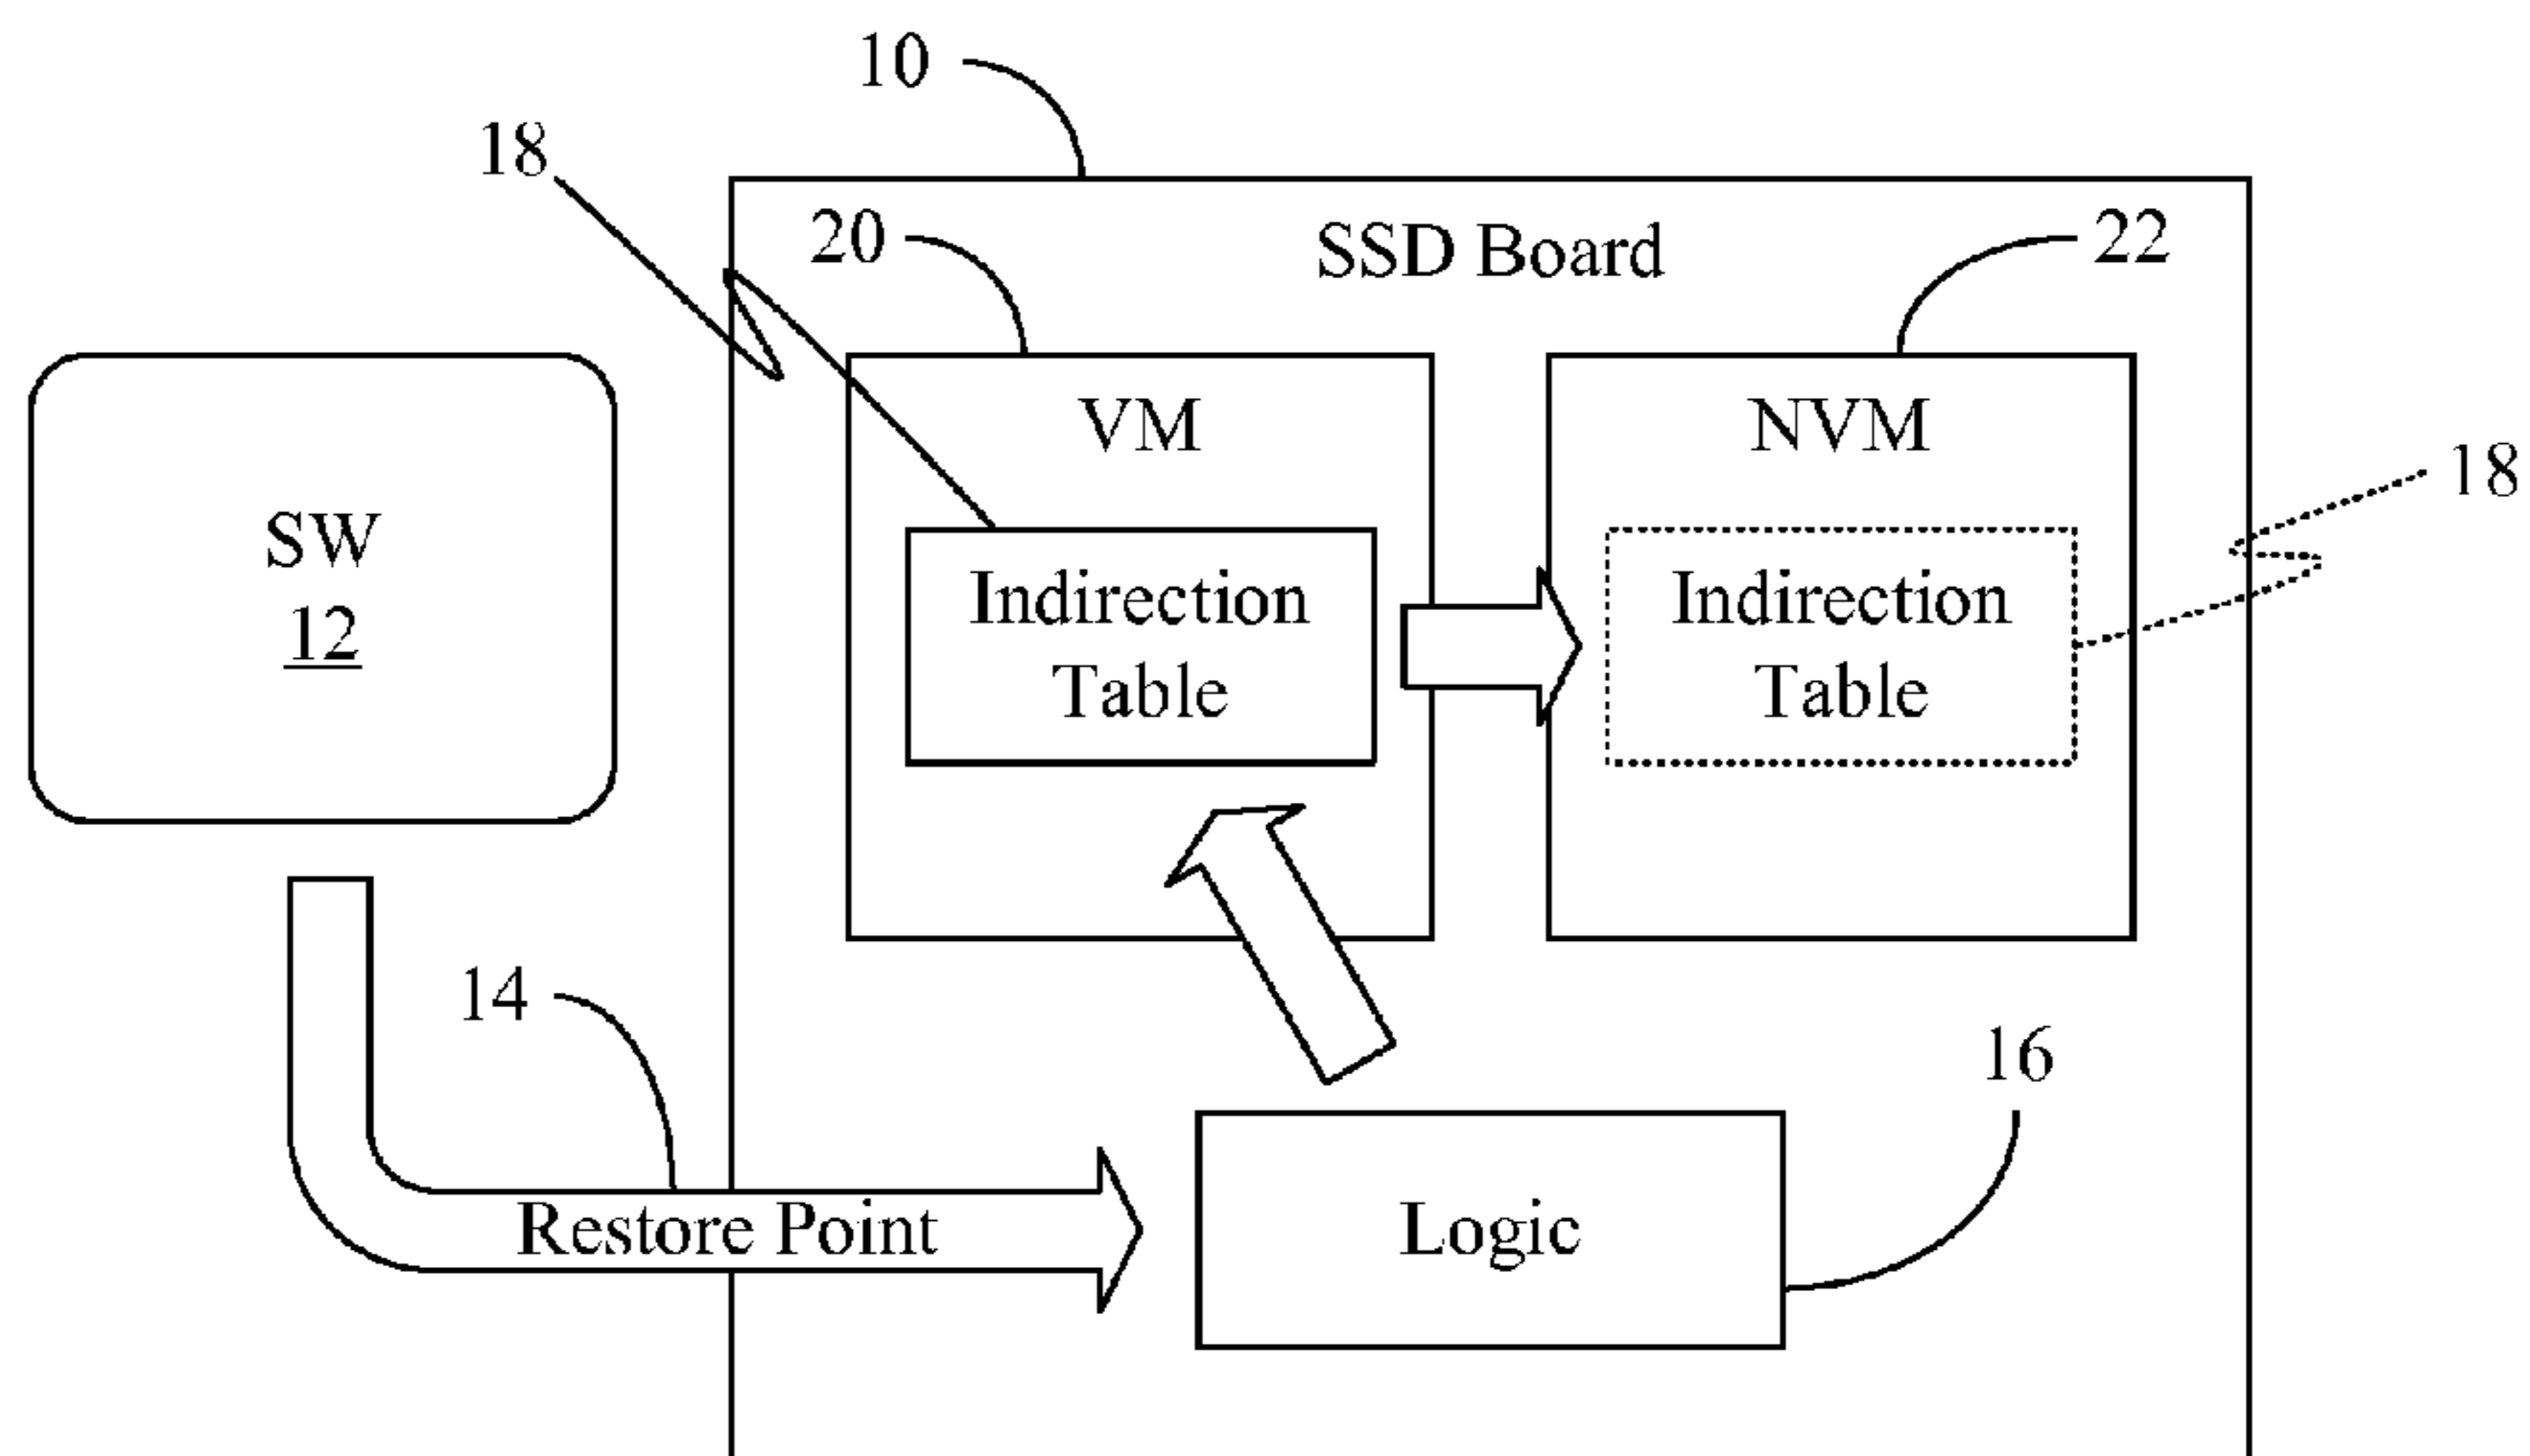 10
18
20
SSD Board
22
VM
NVM
18
SW
12
Indirection
Table
Indirection
Table
14
16
Restore Point
Logic